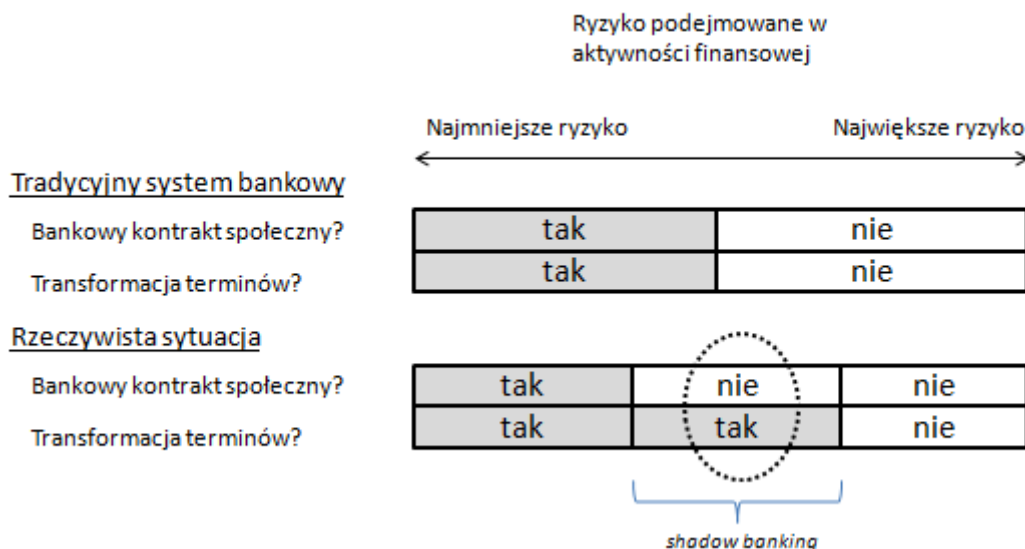 Ryzyko podejmowane w
aktywności finansowej
Najmniejsze ryzyko Największe ryzyko
Tradycyjny system bankowy
Bankowy kontrakt społeczny? tak nie
Transformacja terminów? tak nie
Rzeczywista sytuacja
Bankowy kontrakt społeczny? tak nie nie
Transformacja terminów? tak tak nie
shadow banking